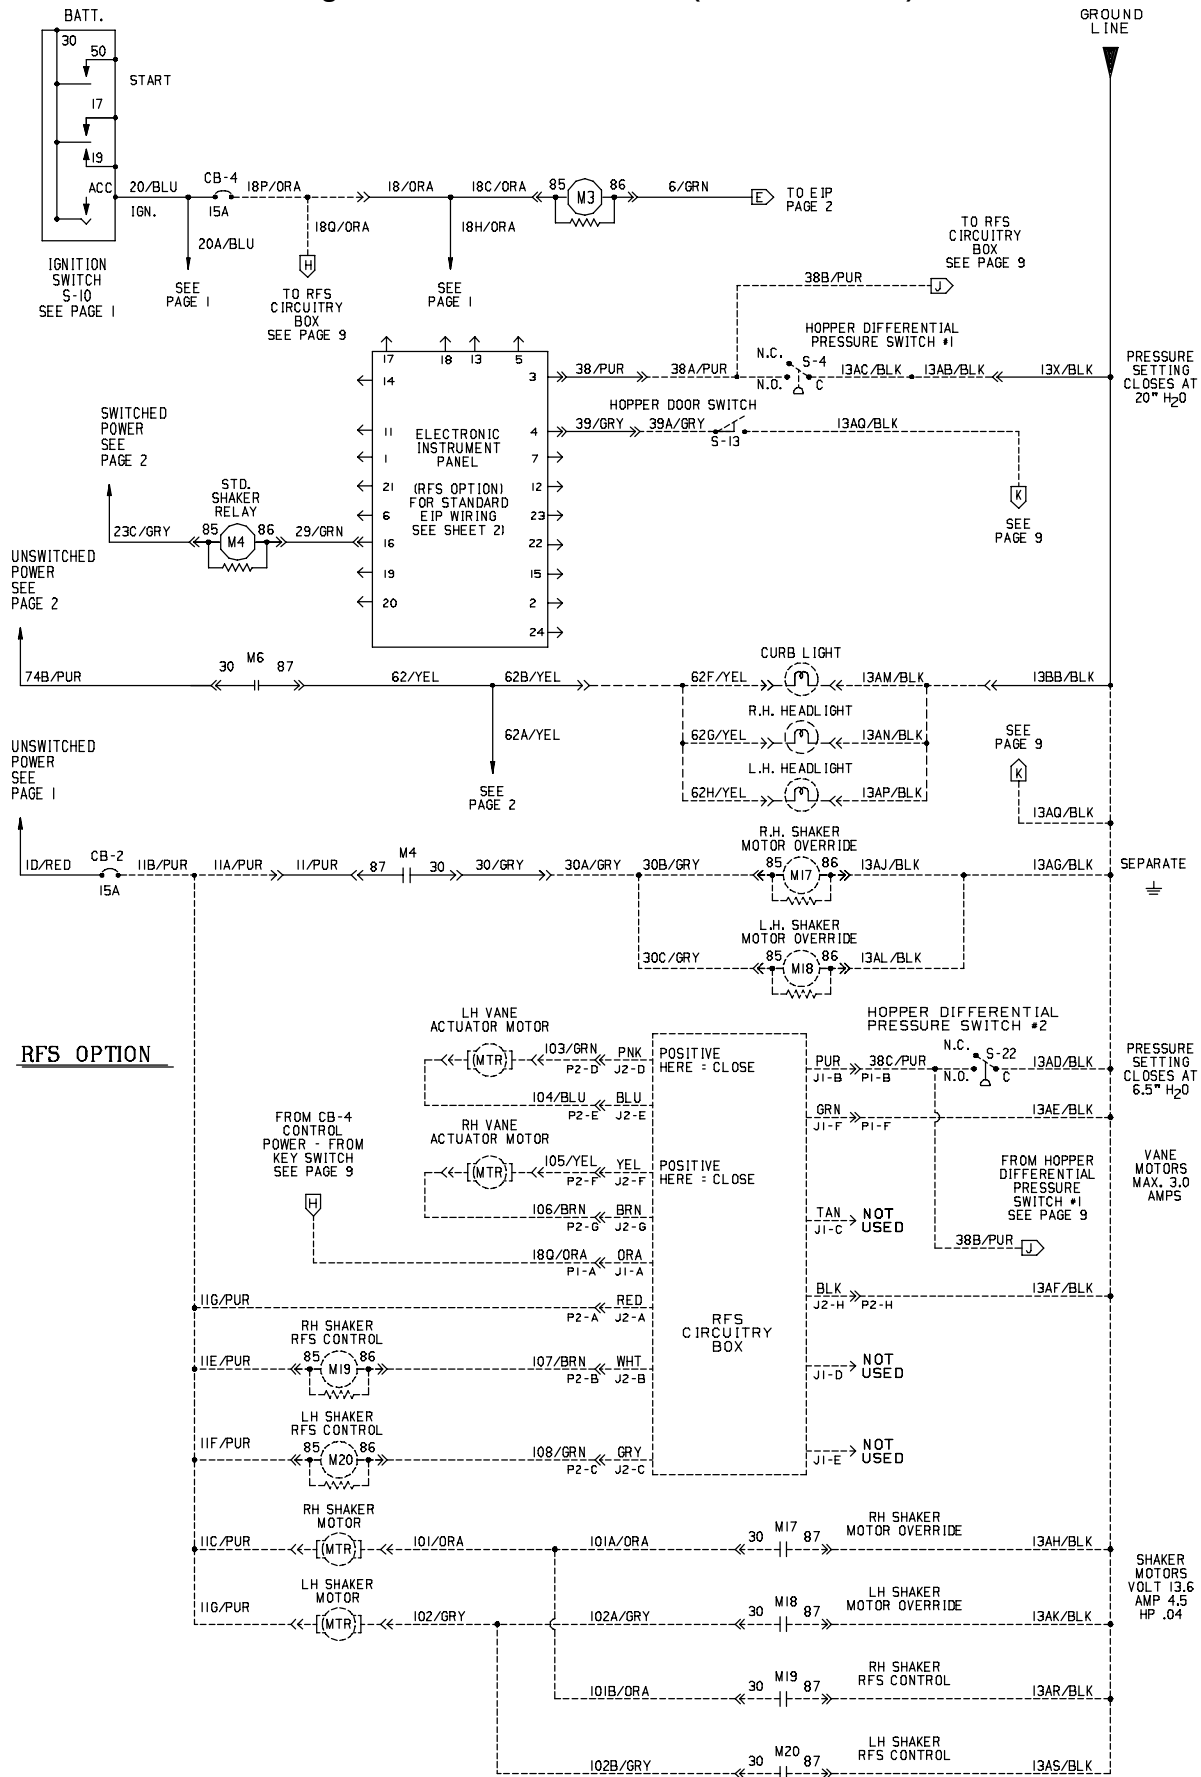 BATT.
30
50
START
17
19
ACC
20/BLU
IGN.
CB-4
15A
18P/ORA
18/ORA
18C/ORA
85
M3
86
6/GRN
E
TO EIP
PAGE 2
GROUND
LINE
20A/BLU
18Q/ORA
18H/ORA
IGNITION
SWITCH
S-10
SEE PAGE 1
SEE
PAGE 1
H
TO RFS
CIRCUITRY
BOX
SEE PAGE 9
SEE
PAGE 1
TO RFS
CIRCUITRY
BOX
SEE PAGE 9
38B/PUR
J
HOPPER DIFFERENTIAL
PRESSURE SWITCH #1
N.C.
S-4
N.O.
C
38/PUR
38A/PUR
13AC/BLK
13AB/BLK
13X/BLK
PRESSURE
SETTING
CLOSES AT
20" H2O
HOPPER DOOR SWITCH
39/GRY
39A/GRY
S-13
13AQ/BLK
K
SEE
PAGE 9
17
18
13
5
14
3
11
4
1
7
21
12
6
23
16
22
19
15
20
2
24
ELECTRONIC
INSTRUMENT
PANEL
(RFS OPTION)
FOR STANDARD
EIP WIRING
SEE SHEET 2)
SWITCHED
POWER
SEE
PAGE 2
STD.
SHAKER
RELAY
23C/GRY
85
M4
86
29/GRN
UNSWITCHED
POWER
SEE
PAGE 2
74B/PUR
30
M6
87
62/YEL
62B/YEL
62A/YEL
SEE
PAGE 2
CURB LIGHT
62F/YEL
13AM/BLK
13BB/BLK
R.H. HEADLIGHT
62G/YEL
13AN/BLK
L.H. HEADLIGHT
62H/YEL
13AP/BLK
SEE
PAGE 9
K
13AQ/BLK
UNSWITCHED
POWER
SEE
PAGE 1
1D/RED
CB-2
15A
11B/PUR
11A/PUR
11/PUR
87
M4
30
30/GRY
30A/GRY
30B/GRY
R.H. SHAKER
MOTOR OVERRIDE
85
M17
86
13AJ/BLK
13AG/BLK
SEPARATE
L.H. SHAKER
MOTOR OVERRIDE
30C/GRY
85
M18
86
13AL/BLK
RFS OPTION
LH VANE
ACTUATOR MOTOR
(MTR)
103/GRN
P2-D
PNK
J2-D
POSITIVE
HERE = CLOSE
104/BLU
P2-E
BLU
J2-E
RH VANE
ACTUATOR MOTOR
(MTR)
105/YEL
P2-F
YEL
J2-F
POSITIVE
HERE = CLOSE
106/BRN
P2-G
BRN
J2-G
FROM CB-4
CONTROL
POWER - FROM
KEY SWITCH
SEE PAGE 9
H
18Q/ORA
P1-A
ORA
J1-A
11G/PUR
P2-A
RED
J2-A
RFS
CIRCUITRY
BOX
HOPPER DIFFERENTIAL
PRESSURE SWITCH #2
N.C.
S-22
N.O.
C
PUR
J1-B
38C/PUR
P1-B
13AD/BLK
PRESSURE
SETTING
CLOSES AT
6.5" H2O
GRN
J1-F
P1-F
13AE/BLK
FROM HOPPER
DIFFERENTIAL
PRESSURE
SWITCH #1
SEE PAGE 9
VANE
MOTORS
MAX. 3.0
AMPS
TAN
J1-C
NOT
USED
38B/PUR
J
BLK
J2-H
P2-H
13AF/BLK
J1-D
NOT
USED
J1-E
NOT
USED
RH SHAKER
RFS CONTROL
11E/PUR
85
M19
86
107/BRN
P2-B
WHT
J2-B
LH SHAKER
RFS CONTROL
11F/PUR
85
M20
86
108/GRN
P2-C
GRY
J2-C
RH SHAKER
MOTOR
11C/PUR
(MTR)
101/ORA
101A/ORA
30
M17
87
RH SHAKER
MOTOR OVERRIDE
13AH/BLK
LH SHAKER
MOTOR
11G/PUR
(MTR)
102/GRY
102A/GRY
30
M18
87
LH SHAKER
MOTOR OVERRIDE
13AK/BLK
SHAKER
MOTORS
VOLT 13.6
AMP 4.5
HP .04
101B/ORA
30
M19
87
RH SHAKER
RFS CONTROL
13AR/BLK
102B/GRY
30
M20
87
LH SHAKER
RFS CONTROL
13AS/BLK